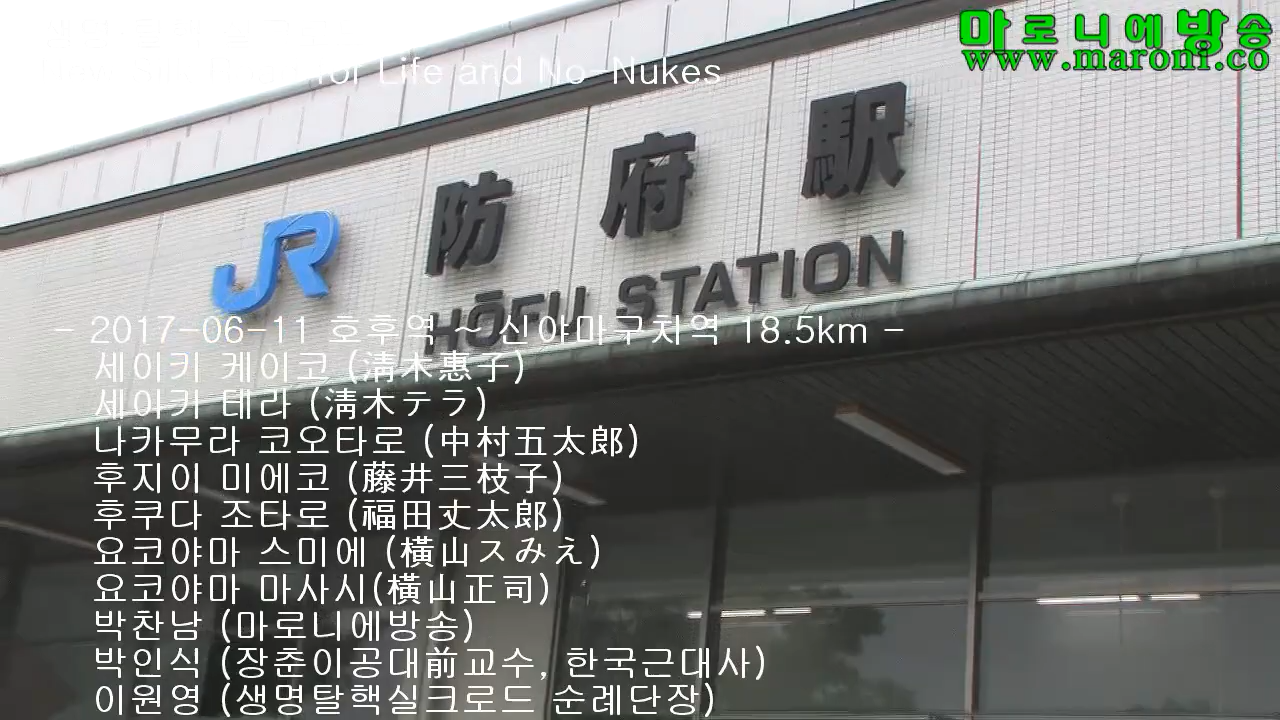 마로니에방송
www.maroni.co
for Life and No-Nukes
JR 防府駅
HŌFU STATION
- 2017-06-11 호후역 ~ 신야마구치역 18.5km -
세이키 케이코 (淸木惠子)
세이키 테라 (淸木テラ)
나카무라 코오타로 (中村五太郎)
후지이 미에코 (藤井三枝子)
후쿠다 조타로 (福田丈太郎)
요코야마 스미에 (橫山スみえ)
요코야마 마사시(橫山正司)
박찬남 (마로니에방송)
박인식 (장춘이공대前교수, 한국근대사)
이원영 (생명탈핵실크로드 순례단장)